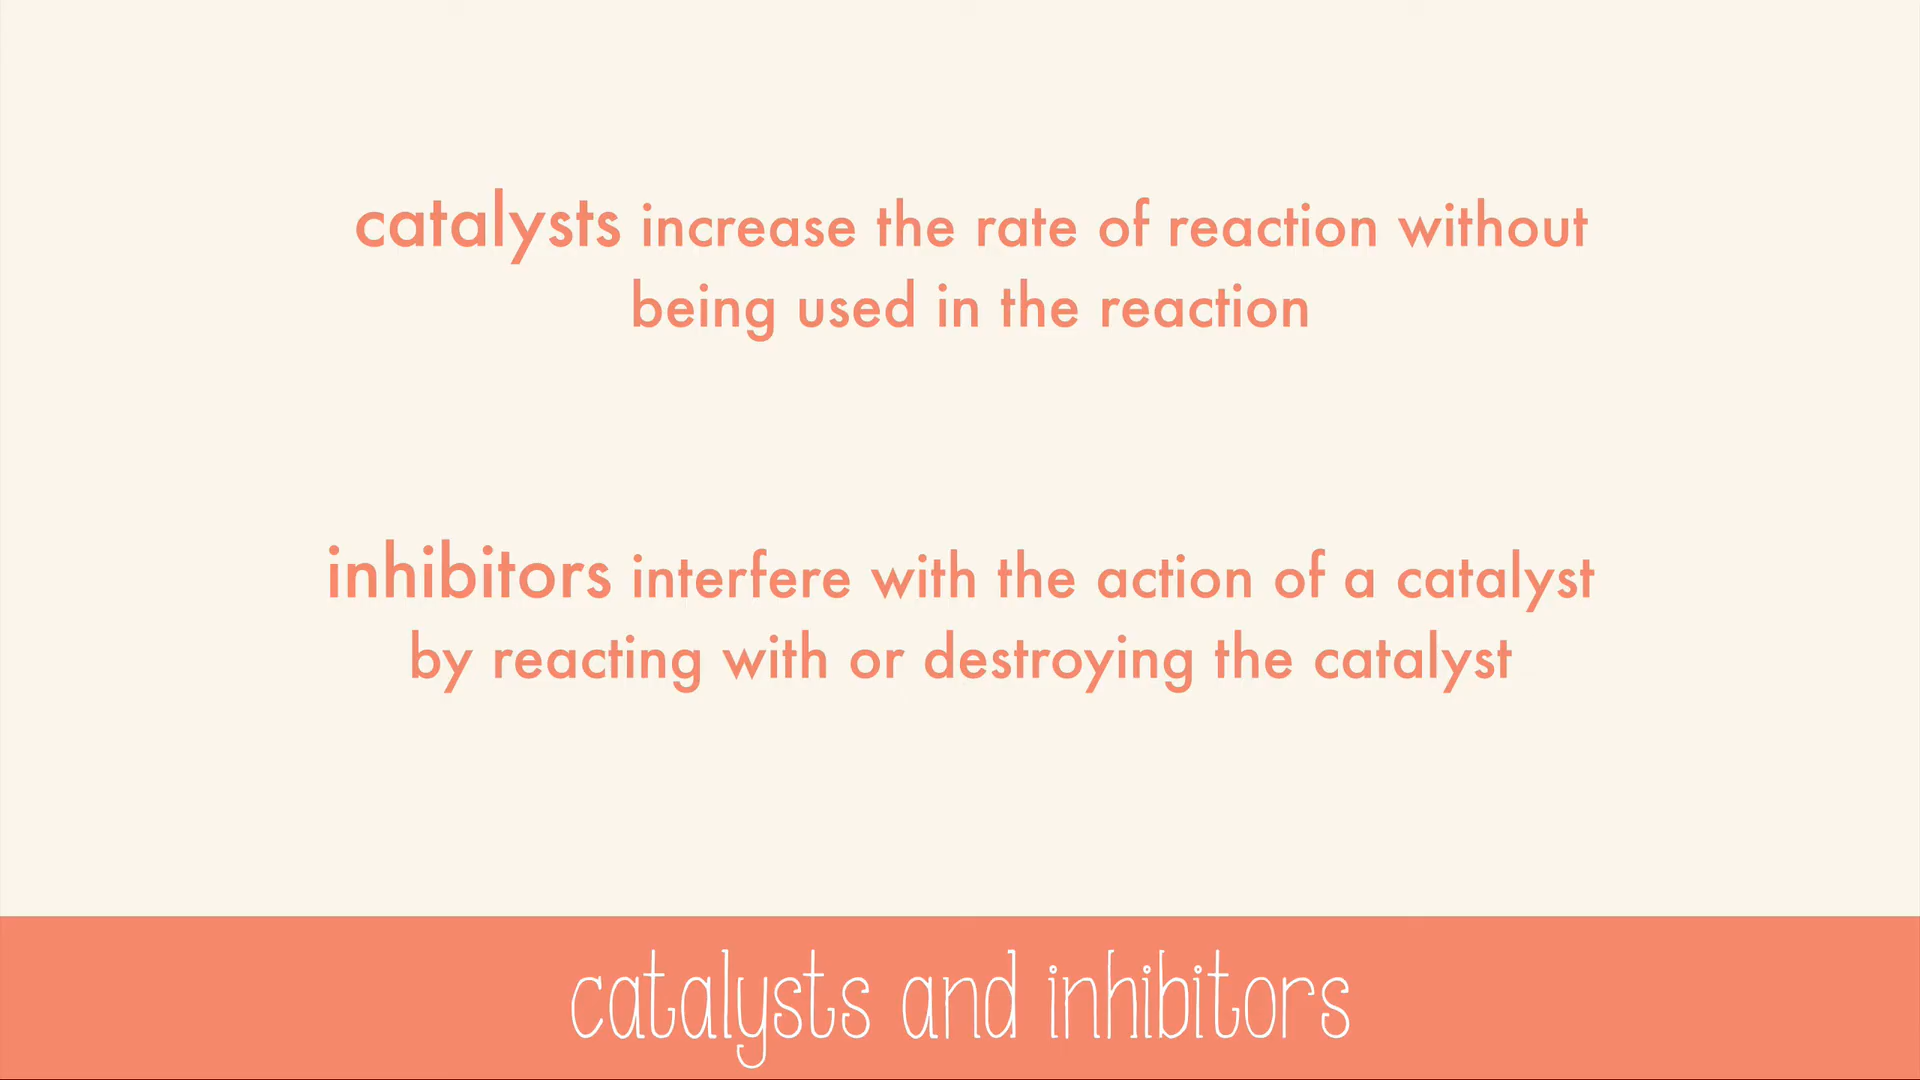 catalysts increase the rate of reaction without
being used in the reaction
inhibitors interfere with the action of a catalyst
by reacting with or destroying the catalyst
catalysts and inhibitors